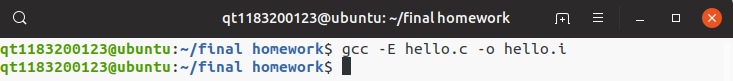 qt1183200123@ubuntu: ~/final homework
qt1183200123@ubuntu:~/final homework$ gcc -E hello.c -o hello.i
qt1183200123@ubuntu:~/final homework$